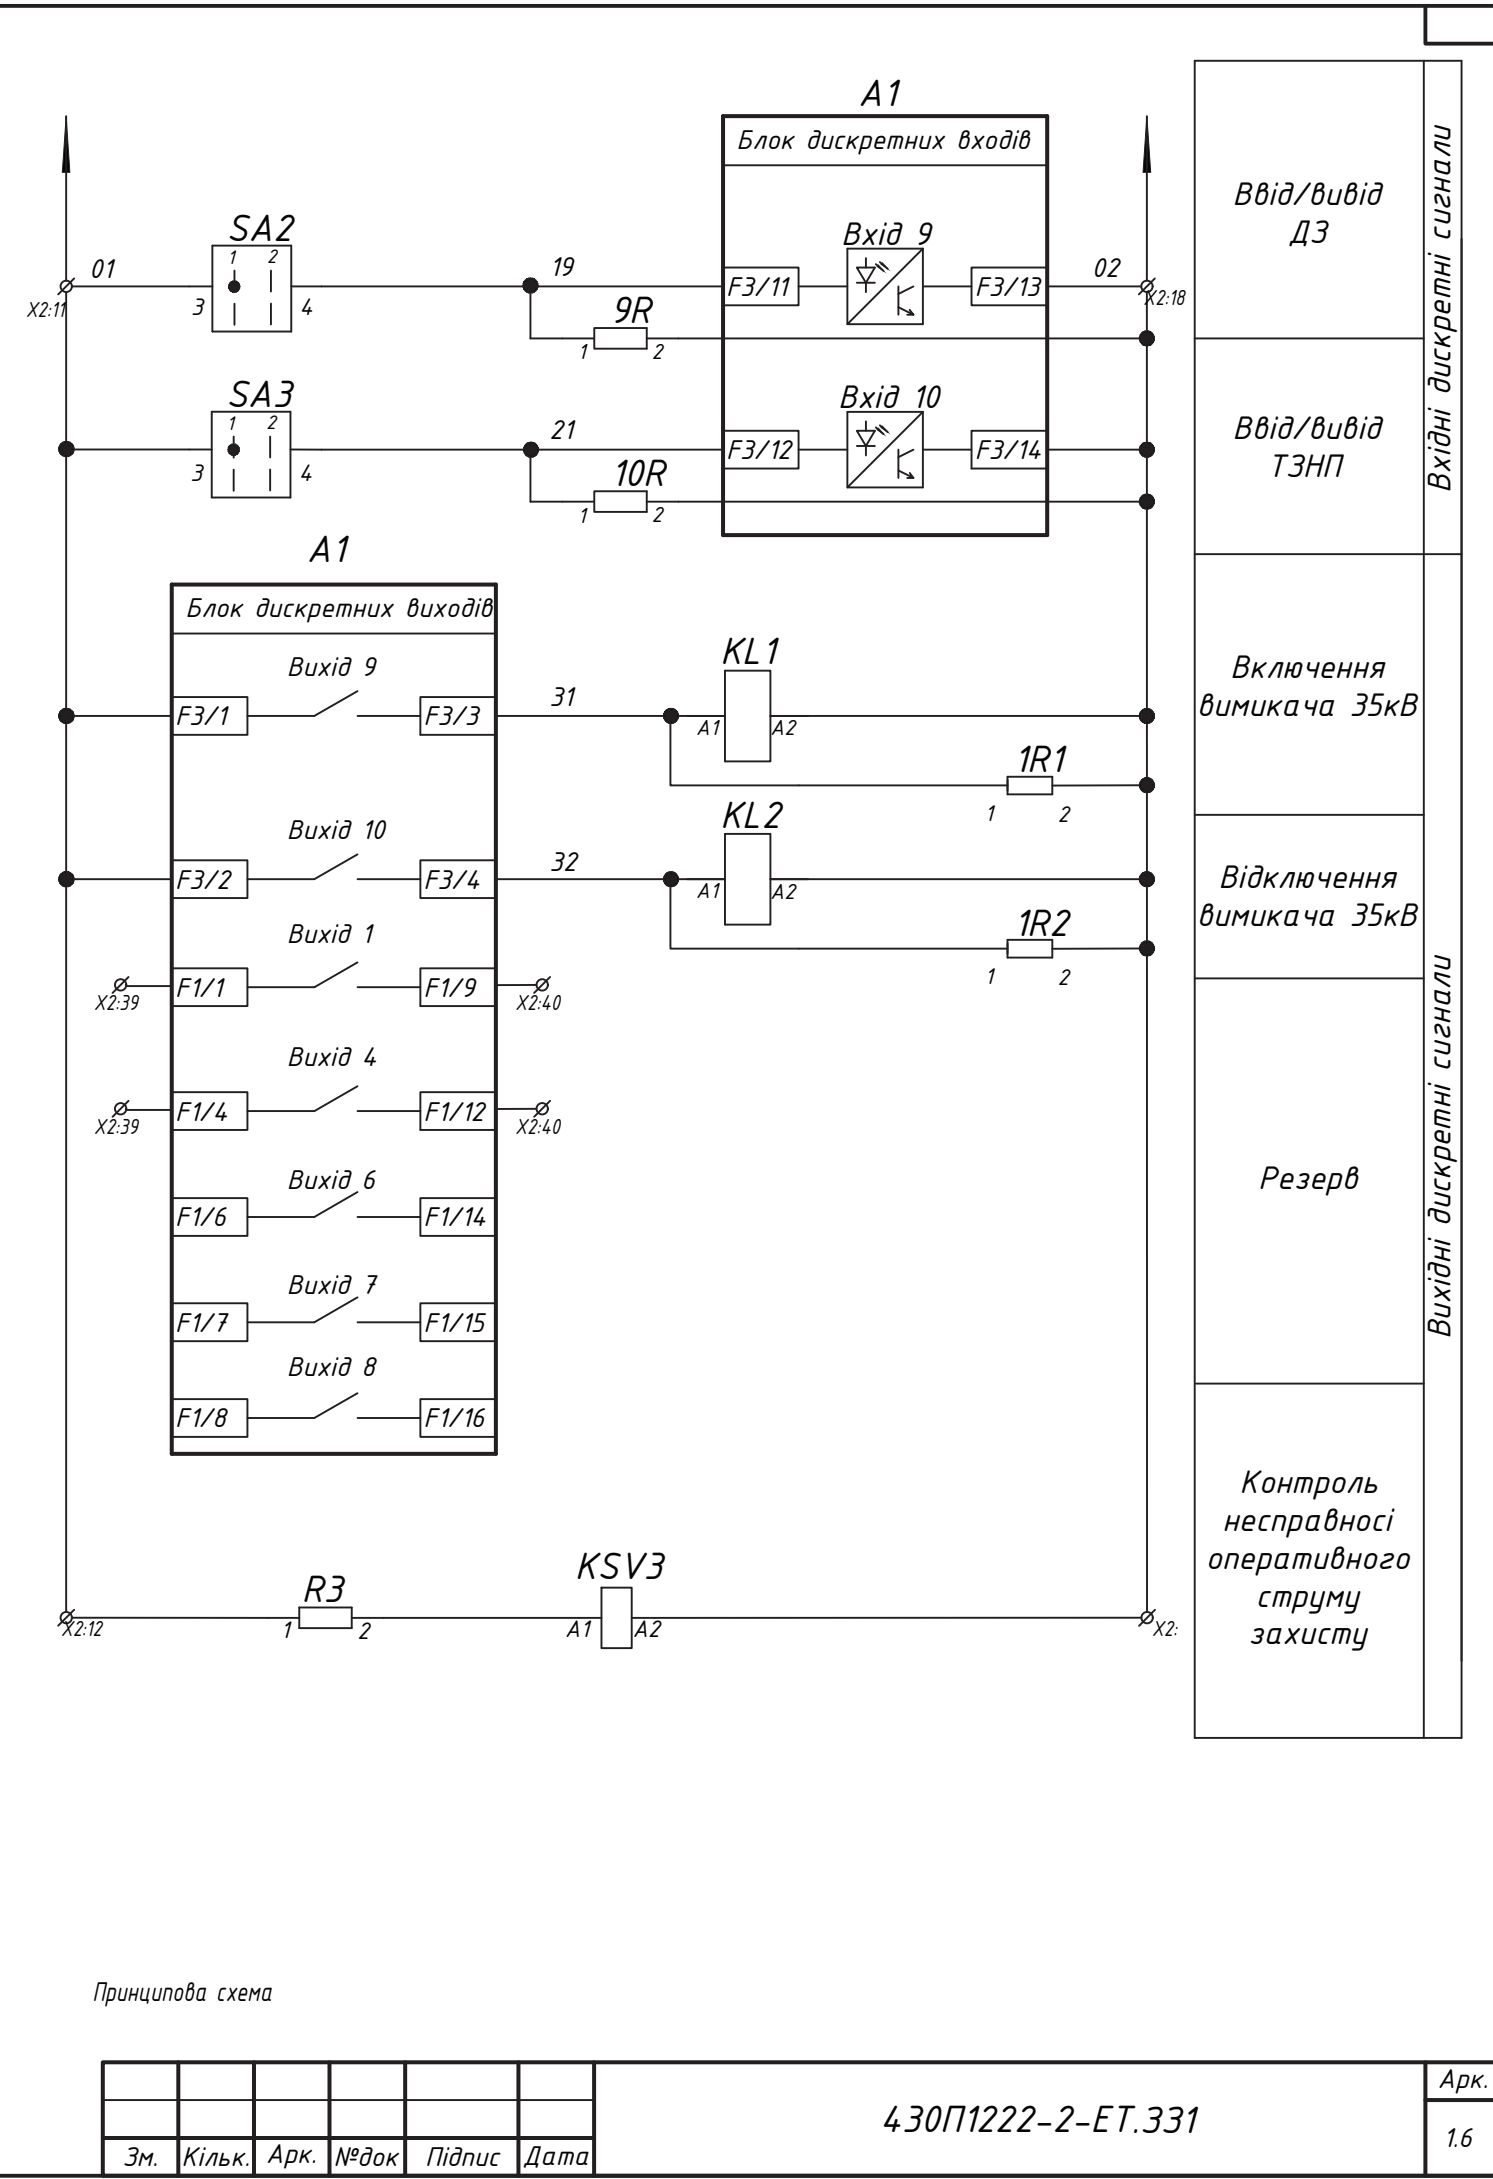 A1
Блок дискретних входів
Ввід/вивід
ДЗ
Вхідні дискретні сигнали
SA2
1 2
3 4
01
X2:11
19
Вхід 9
F3/11
F3/13
02
X2:18
9R
1 2
SA3
1 2
3 4
21
Вхід 10
F3/12
F3/14
10R
1 2
Ввід/вивід
ТЗНП
A1
Блок дискретних виходів
Вихід 9
F3/1
F3/3
31
KL1
A1 A2
1R1
1 2
Включення
вимикача 35кВ
Вихід 10
F3/2
F3/4
32
KL2
A1 A2
1R2
1 2
Відключення
вимикача 35кВ
Вихідні дискретні сигнали
Вихід 1
X2:39
F1/1
F1/9
X2:40
Вихід 4
X2:39
F1/4
F1/12
X2:40
Вихід 6
F1/6
F1/14
Резерв
Вихід 7
F1/7
F1/15
Вихід 8
F1/8
F1/16
Контроль
несправності
оперативного
струму
захисту
X2:12
R3
1 2
KSV3
A1 A2
X2:
Принципова схема
430П1222-2-ЕТ.ЗЗ1
Арк.
1.6
Зм. Кільк. Арк. №док Підпис Дата